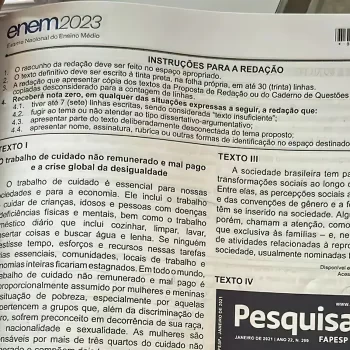 enem2023
Exame Nacional do Ensino Médio
INSTRUÇÕES PARA A REDAÇÃO
1. O rascunho da redação deve ser feito no espaço apropriado.
2. O texto definitivo deve ser escrito à tinta preta, na folha própria, em até 30 (trinta) linhas.
3. A redação que apresentar cópia dos textos da Proposta de Redação ou do Caderno de Questões
copiadas desconsideradas para a contagem de linhas.
4. Receberá nota zero, em qualquer das situações expressas a seguir, a redação que:
4.1. tiver até 7 (sete) linhas escritas, sendo considerada "texto insuficiente";
4.2. fugir ao tema ou não atender ao tipo dissertativo-argumentativo;
4.3. apresentar parte do texto deliberadamente desconectada do tema proposto;
4.4. apresentar nome, assinatura, rubrica ou outras formas de identificação no espaço destinado
TEXTO I
O trabalho de cuidado não remunerado e mal pago
e a crise global da desigualdade
O trabalho de cuidado é essencial para nossas
sociedades e para a economia. Ele inclui o trabalho
cuidar de crianças, idosos e pessoas com doenças
deficiências físicas e mentais, bem como o trabalho
doméstico diário que inclui cozinhar, limpar, lavar,
consertar coisas e buscar água e lenha. Se ninguém
investisse tempo, esforços e recursos nessas tarefas
diárias essenciais, comunidades, locais de trabalho e
economias inteiras ficariam estagnados. Em todo o mundo,
trabalho de cuidado não remunerado e mal pago é
desproporcionalmente assumido por mulheres e meninas
situação de pobreza, especialmente por aquelas
pertencem a grupos que, além da discriminação de
gênero, sofrem preconceito em decorrência de sua raça,
nacionalidade e sexualidade. As mulheres são
responsáveis por mais de três quartos do cuidado não
TEXTO III
A sociedade brasileira tem pa
transformações sociais ao longo d
Entre elas, as percepções sociais a
e das convenções de gênero e a fo
têm se inserido na sociedade. Algu
porém, chamam a atenção, como
que exclusiva às famílias – e, ne
de atividades relacionadas à repro
sociedade, usualmente nominadas t
Disponível e
Aces
TEXTO IV
www
JANEIRO DE 2021
Pesquisa
JANEIRO DE 2021 | ANO 22, N. 299
FAPESP